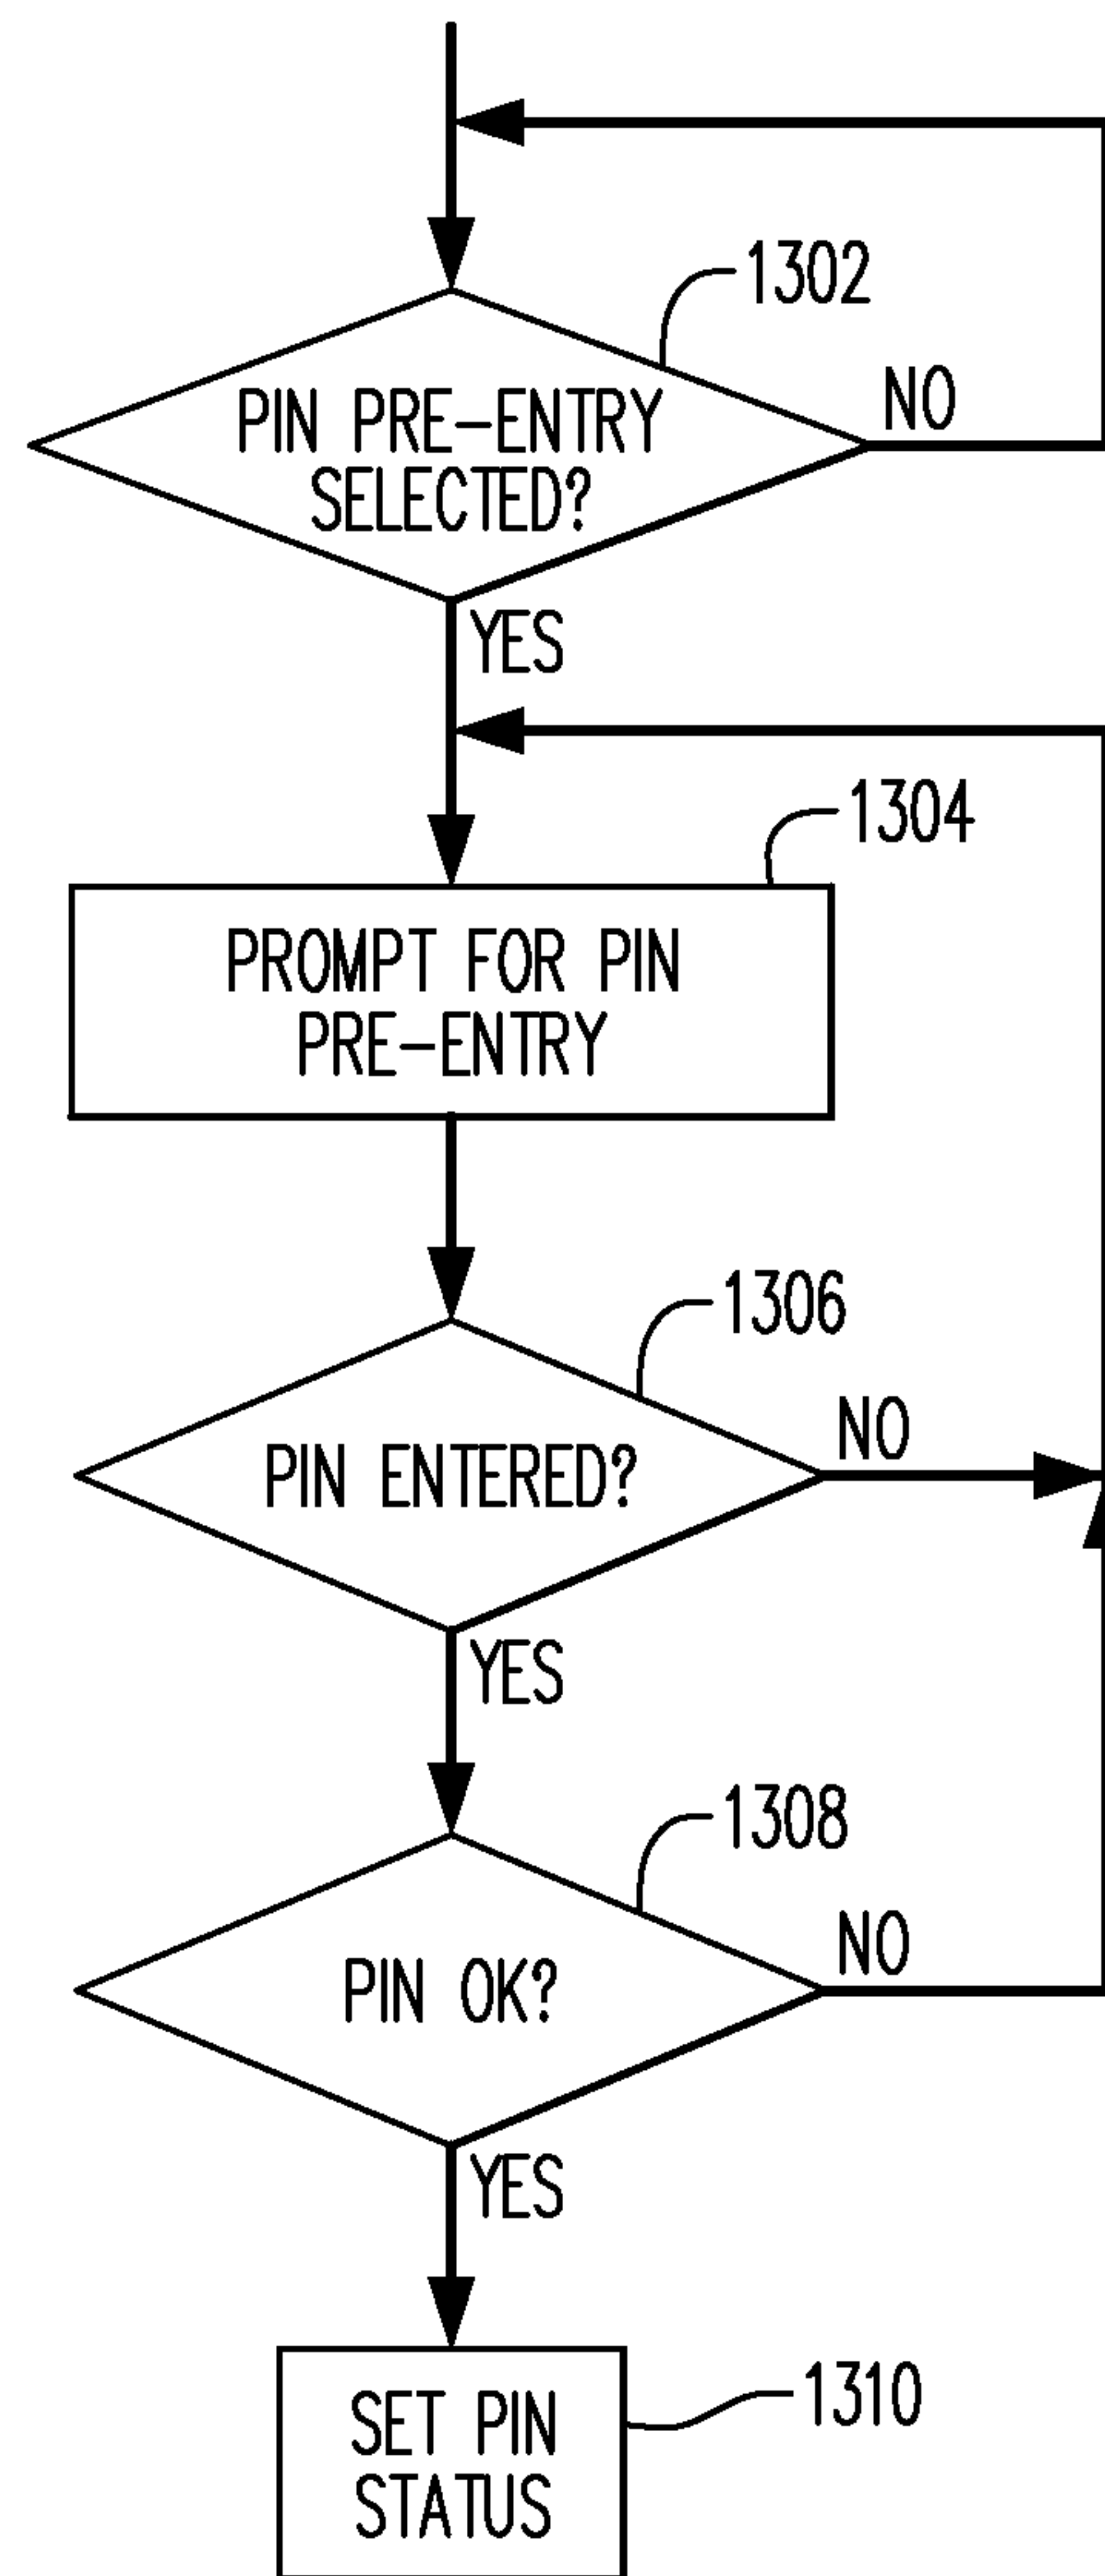 1302
PIN PRE-ENTRY
SELECTED?
NO
YES
1304
PROMPT FOR PIN
PRE-ENTRY
1306
PIN ENTERED?
NO
YES
1308
PIN OK?
NO
YES
1310
SET PIN
STATUS